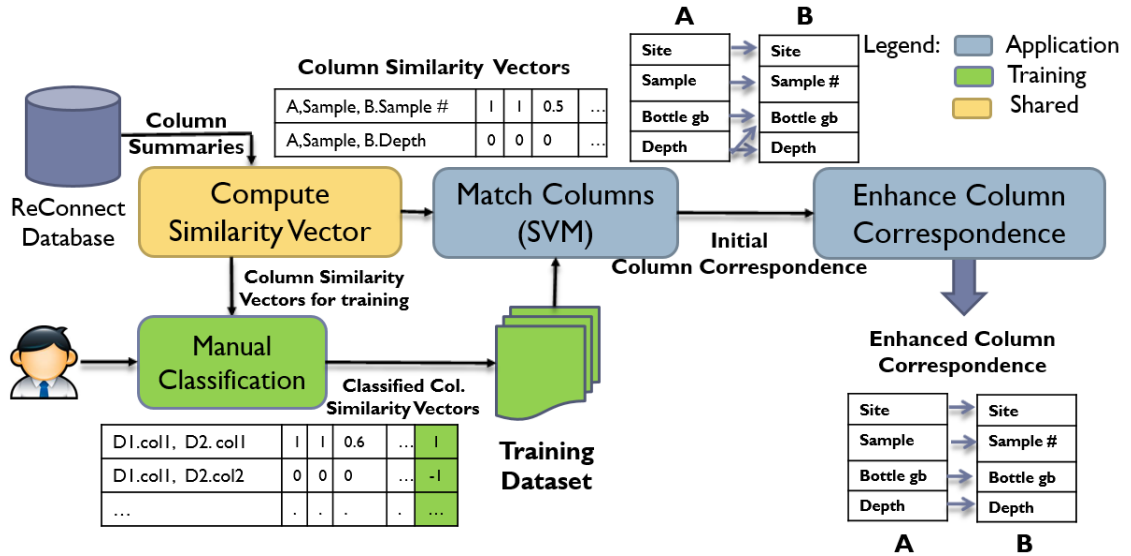 A B
Site Site
Sample Sample #
Bottle gb Bottle gb
Depth Depth
Legend: Application
Training
Shared
Column Similarity Vectors
A,Sample, B.Sample # 1 1 0.5 ...
A,Sample, B.Depth 0 0 0 ...
Column
Summaries
ReConnect
Database
Compute
Similarity Vector
Match Columns
(SVM)
Initial
Column Correspondence
Enhance Column
Correspondence
Column Similarity
Vectors for training
Manual
Classification
Classified Col.
Similarity Vectors
D1.col1, D2. col1 1 1 0.6 ... 1
D1.col1, D2.col2 0 0 0 ... -1
... . . . . ...
Training
Dataset
Enhanced Column
Correspondence
Site Site
Sample Sample #
Bottle gb Bottle gb
Depth Depth
A B